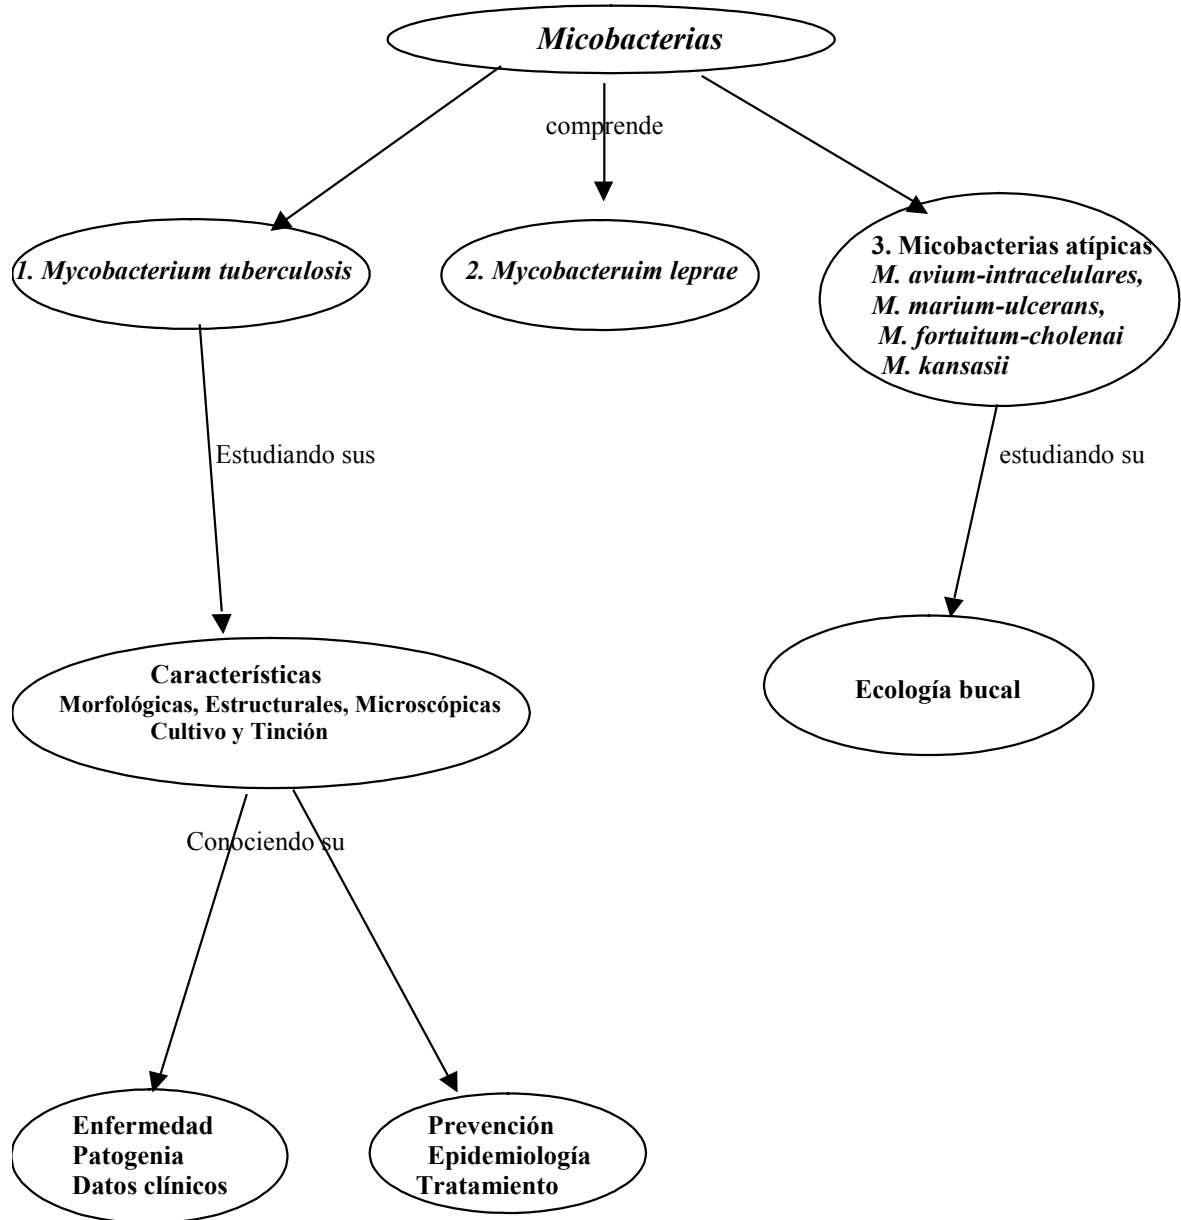 Micobacterias
comprende
1. Mycobacterium tuberculosis
2. Mycobacteruim leprae
3. Micobacterias atípicas
M. avium-intracelulares,
M. marium-ulcerans,
M. fortuitum-cholenai
M. kansasii
Estudiando sus
estudiando su
Características
Morfológicas, Estructurales, Microscópicas
Cultivo y Tinción
Ecología bucal
Conociendo su
Enfermedad
Patogenia
Datos clínicos
Prevención
Epidemiología
Tratamiento